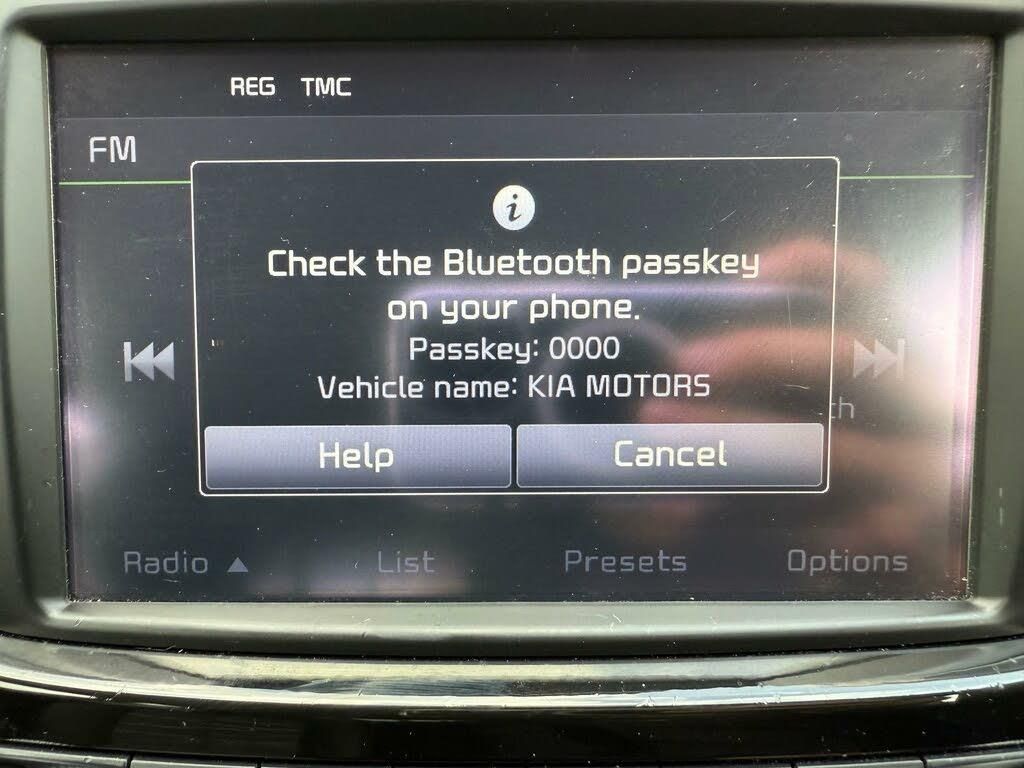 REG TMC
FM
i
Check the Bluetooth passkey
on your phone.
Passkey: 0000
Vehicle name: KIA MOTORS
th
Help Cancel
Radio ▲ List Presets Options